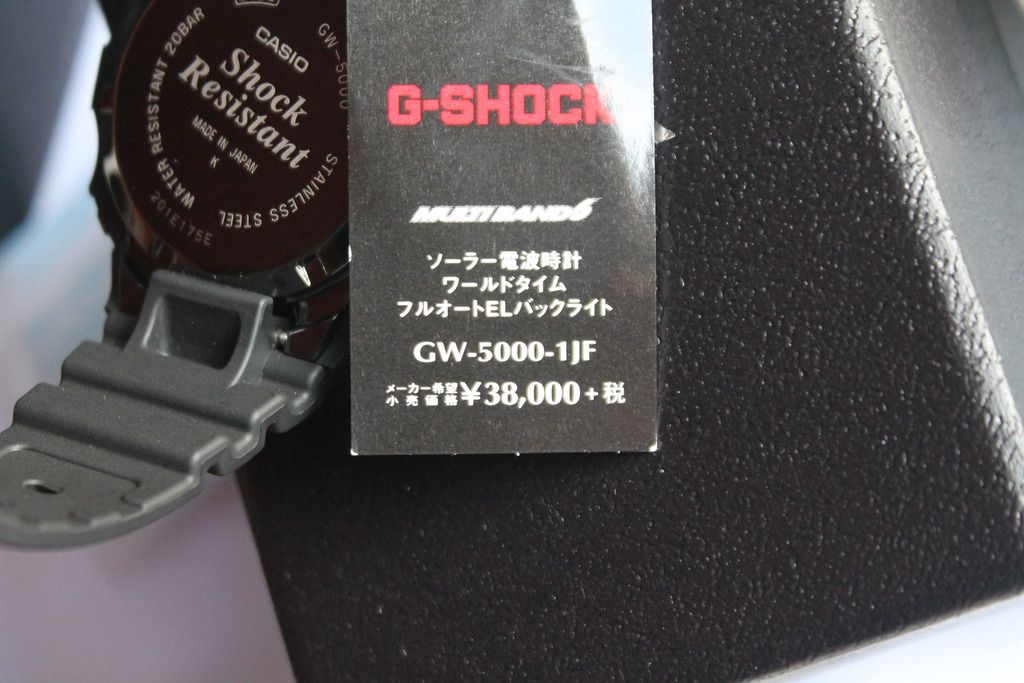 CASIO
GW-5000
Shock
Resistant
MADE IN JAPAN
K
WATER RESISTANT 20BAR
STAINLESS STEEL
201E175E
G-SHOCK
MULTIBAND6
ソーラー電波時計
ワールドタイム
フルオートELバックライト
GW-5000-1JF
メーカー希望小売価格 ¥38,000+税